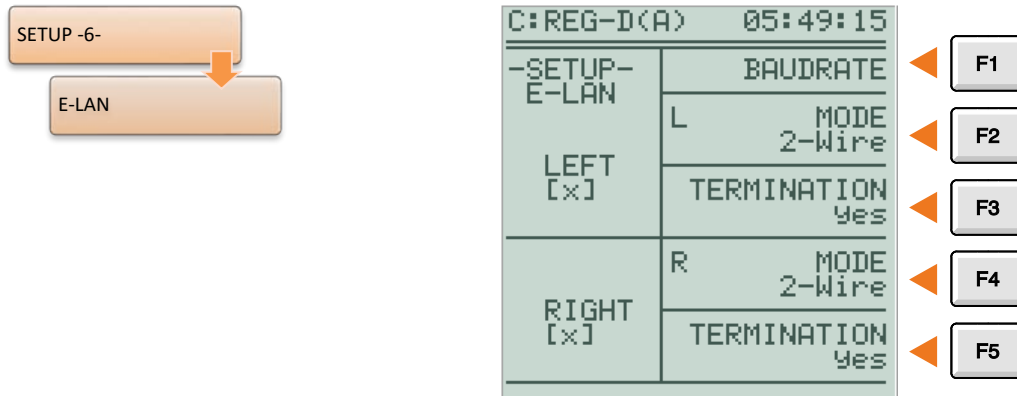 SETUP -6-
E-LAN
C:REG-D(A) 05:49:15
-SETUP-
E-LAN
BAUDRATE
F1
L MODE
2-Wire
F2
LEFT
[x]
TERMINATION
yes
F3
R MODE
2-Wire
F4
RIGHT
[x]
TERMINATION
yes
F5